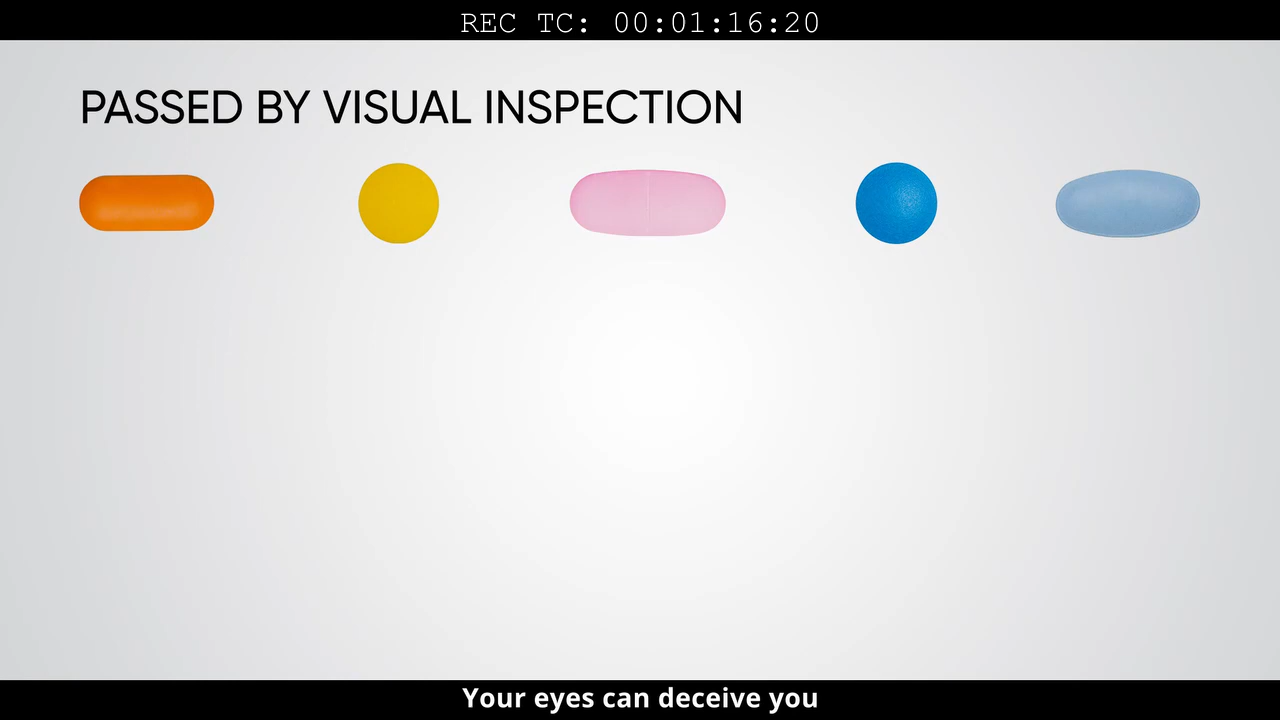 REC TC: 00:01:16:20
PASSED BY VISUAL INSPECTION
Your eyes can deceive you